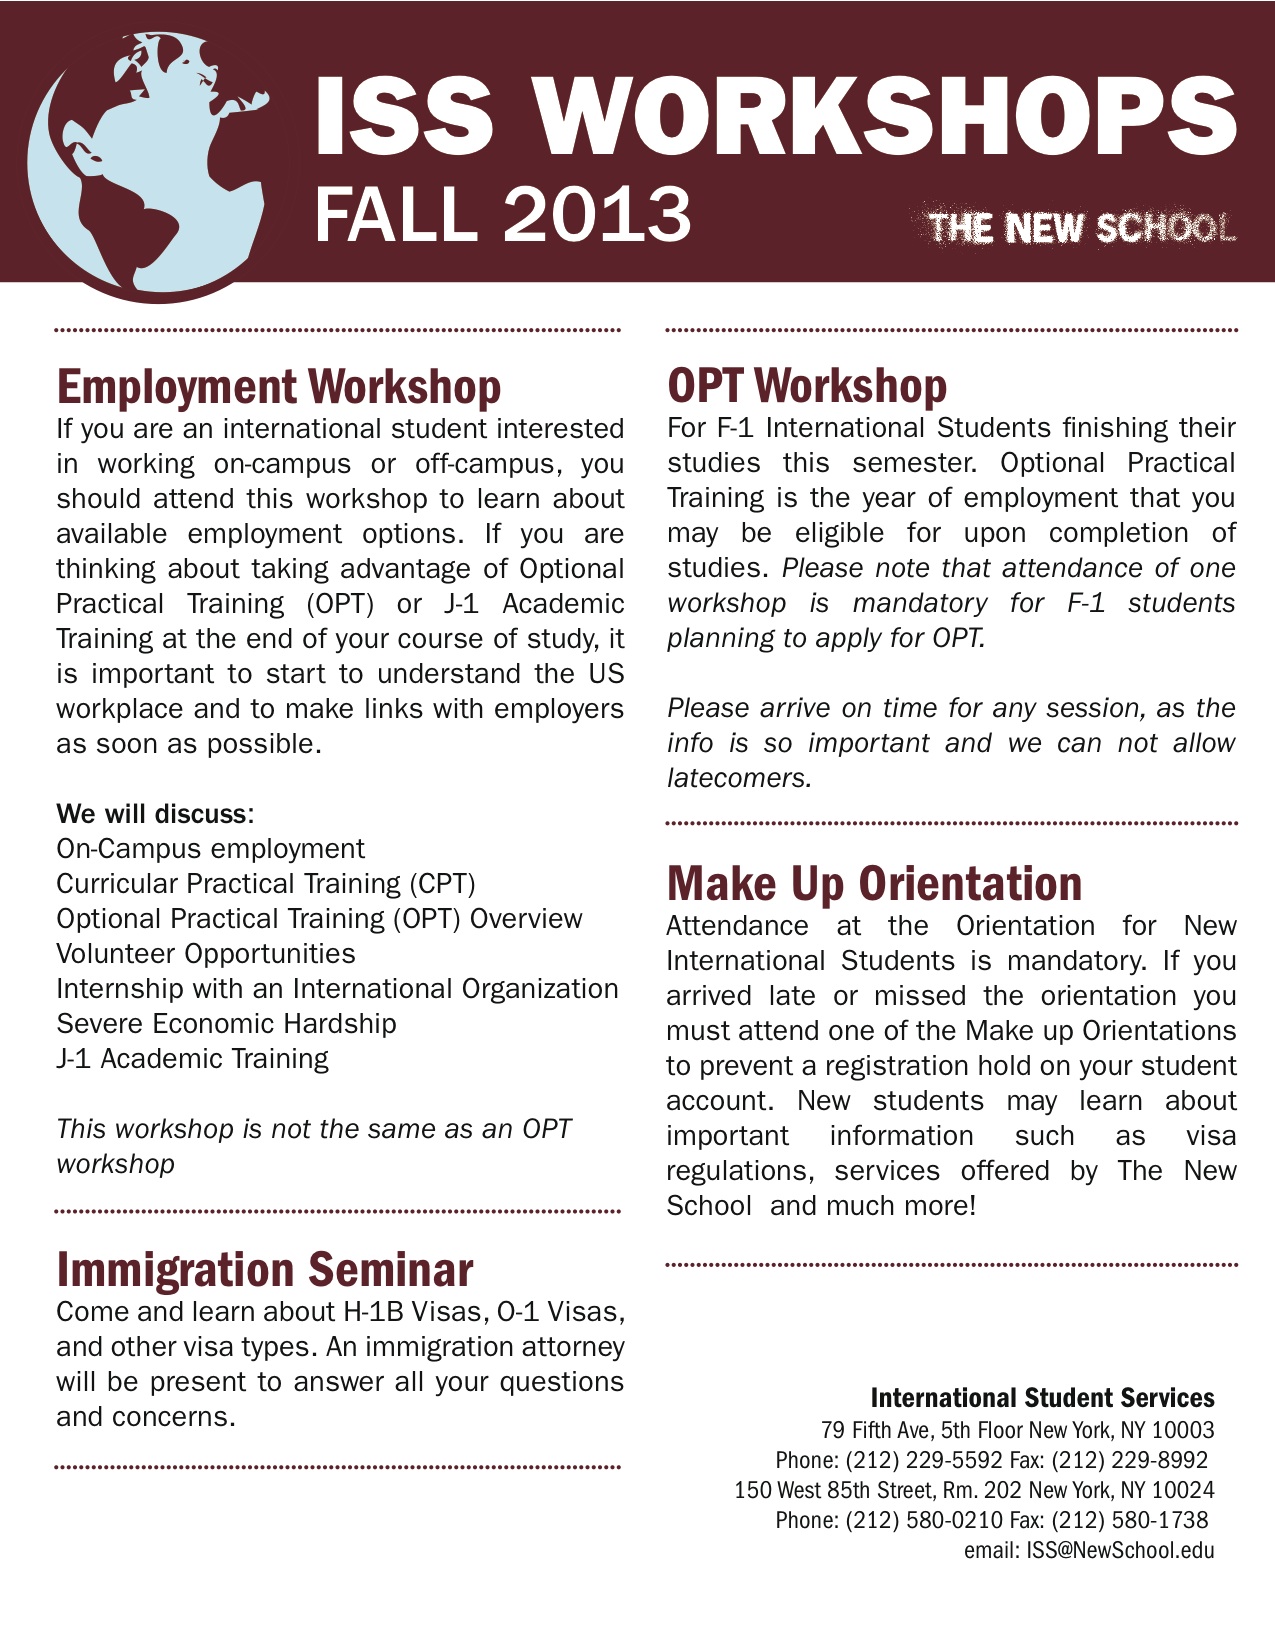 ISS WORKSHOPS
FALL 2013
THE NEW SCHOOL
Employment Workshop
If you are an international student interested
in working on-campus or off-campus, you
should attend this workshop to learn about
available employment options. If you are
thinking about taking advantage of Optional
Practical Training (OPT) or J-1 Academic
Training at the end of your course of study, it
is important to start to understand the US
workplace and to make links with employers
as soon as possible.
We will discuss:
On-Campus employment
Curricular Practical Training (CPT)
Optional Practical Training (OPT) Overview
Volunteer Opportunities
Internship with an International Organization
Severe Economic Hardship
J-1 Academic Training
This workshop is not the same as an OPT
workshop
Immigration Seminar
Come and learn about H-1B Visas, O-1 Visas,
and other visa types. An immigration attorney
will be present to answer all your questions
and concerns.
OPT Workshop
For F-1 International Students finishing their
studies this semester. Optional Practical
Training is the year of employment that you
may be eligible for upon completion of
studies. Please note that attendance of one
workshop is mandatory for F-1 students
planning to apply for OPT.
Please arrive on time for any session, as the
info is so important and we can not allow
latecomers.
Make Up Orientation
Attendance at the Orientation for New
International Students is mandatory. If you
arrived late or missed the orientation you
must attend one of the Make up Orientations
to prevent a registration hold on your student
account. New students may learn about
important information such as visa
regulations, services offered by The New
School and much more!
International Student Services
79 Fifth Ave, 5th Floor New York, NY 10003
Phone: (212) 229-5592 Fax: (212) 229-8992
150 West 85th Street, Rm. 202 New York, NY 10024
Phone: (212) 580-0210 Fax: (212) 580-1738
email: ISS@NewSchool.edu